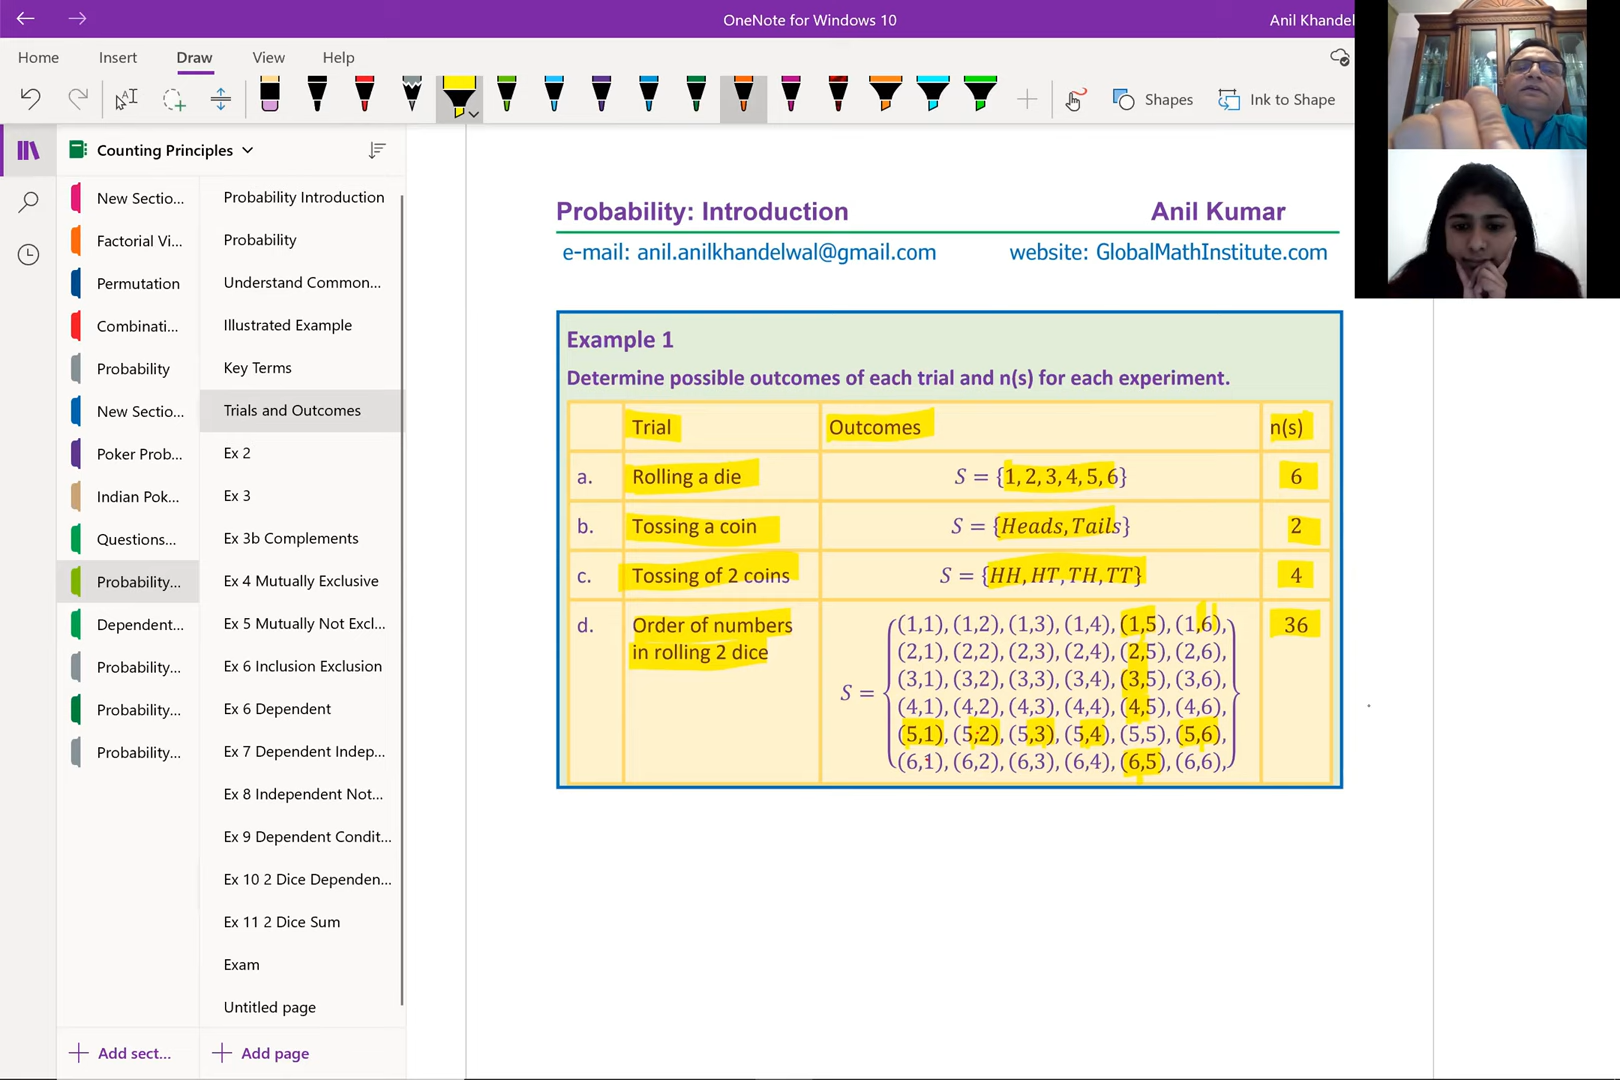 OneNote for Windows 10
Anil Khandel
Home Insert Draw View Help
Shapes
Ink to Shape
Counting Principles
New Sectio...
Factorial Vi...
Permutation
Combinati...
Probability
New Sectio...
Poker Prob...
Indian Pok...
Questions...
Probability...
Dependent...
Probability...
Probability...
Probability...
Add sect...
Probability Introduction
Probability
Understand Common...
Illustrated Example
Key Terms
Trials and Outcomes
Ex 2
Ex 3
Ex 3b Complements
Ex 4 Mutually Exclusive
Ex 5 Mutually Not Excl...
Ex 6 Inclusion Exclusion
Ex 6 Dependent
Ex 7 Dependent Indep...
Ex 8 Independent Not...
Ex 9 Dependent Condit...
Ex 10 2 Dice Dependen...
Ex 11 2 Dice Sum
Exam
Untitled page
Add page
Probability: Introduction Anil Kumar
e-mail: anil.anilkhandelwal@gmail.com website: GlobalMathInstitute.com
Example 1
Determine possible outcomes of each trial and n(s) for each experiment.
Trial Outcomes n(s)
a. Rolling a die S = {1, 2, 3, 4, 5, 6} 6
b. Tossing a coin S = {Heads, Tails} 2
c. Tossing of 2 coins S = {HH, HT, TH, TT} 4
d. Order of numbers (1,1), (1,2), (1,3), (1,4), (1,5), (1,6), 36
in rolling 2 dice (2,1), (2,2), (2,3), (2,4), (2,5), (2,6),
(3,1), (3,2), (3,3), (3,4), (3,5), (3,6),
S =
(4,1), (4,2), (4,3), (4,4), (4,5), (4,6),
(5,1), (5,2), (5,3), (5,4), (5,5), (5,6),
(6,1), (6,2), (6,3), (6,4), (6,5), (6,6),